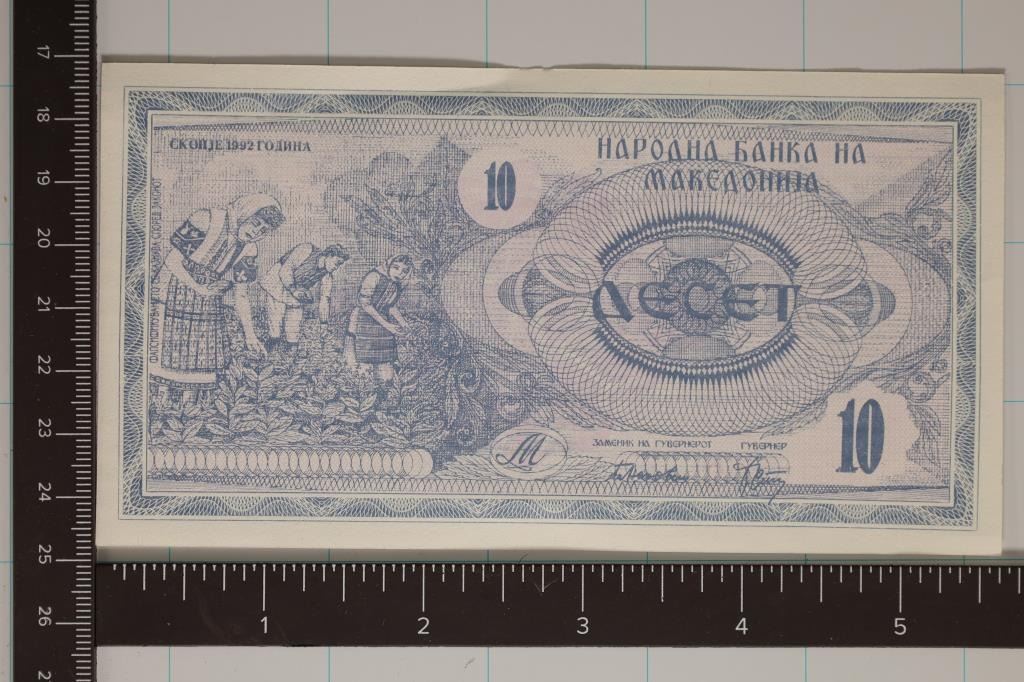 СКОПЈЕ 1992 ГОДИНА
НАРОДНА БАНКА НА
МАКЕДОНИЈА
10
ДЕСЕТ
10
М
ЗАМЕНИК НА ГУВЕРНЕРОТ ГУВЕРНЕР
17
18
19
20
21
22
23
24
25
26
1 2 3 4 5